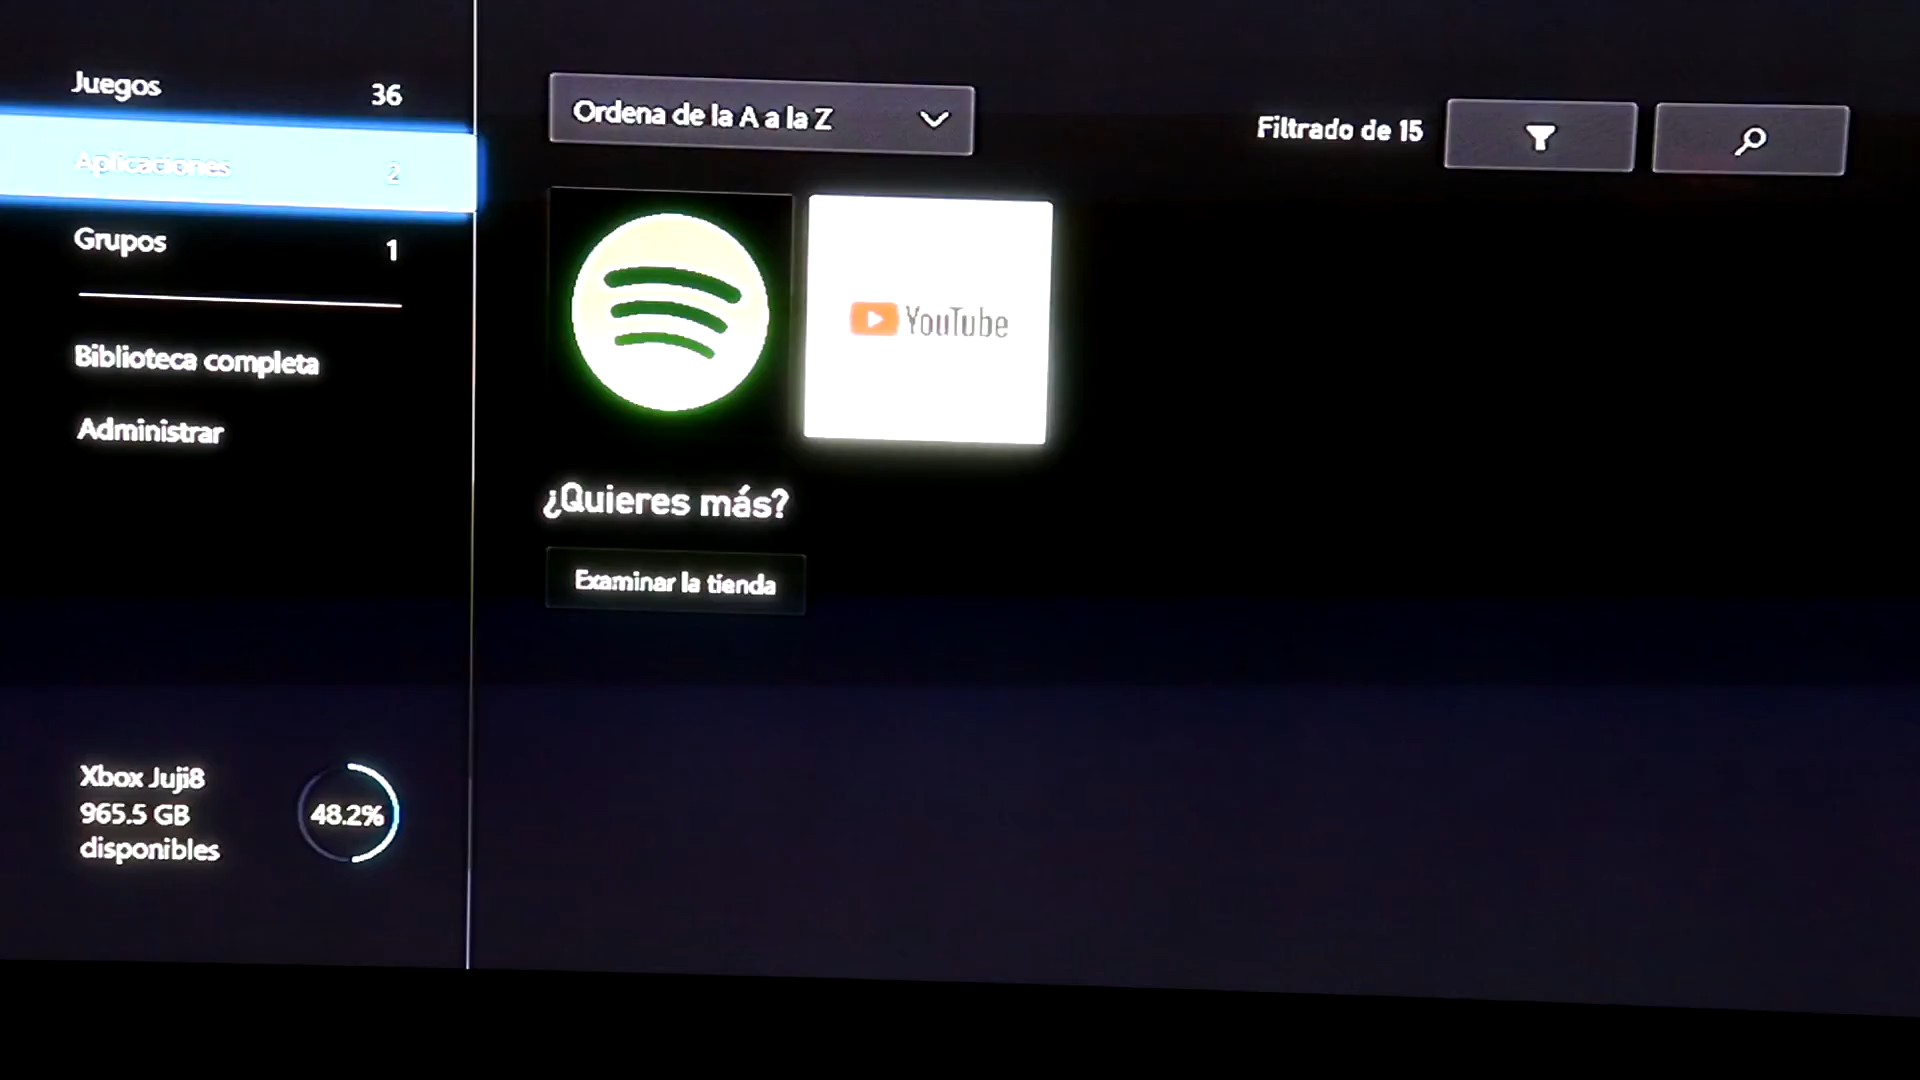 Juegos 36
Aplicaciones 2
Grupos 1
Biblioteca completa
Administrar
Xbox Juji8
965.5 GB
disponibles
48.2%
Ordena de la A a la Z
Filtrado de 15
YouTube
¿Quieres más?
Examinar la tienda